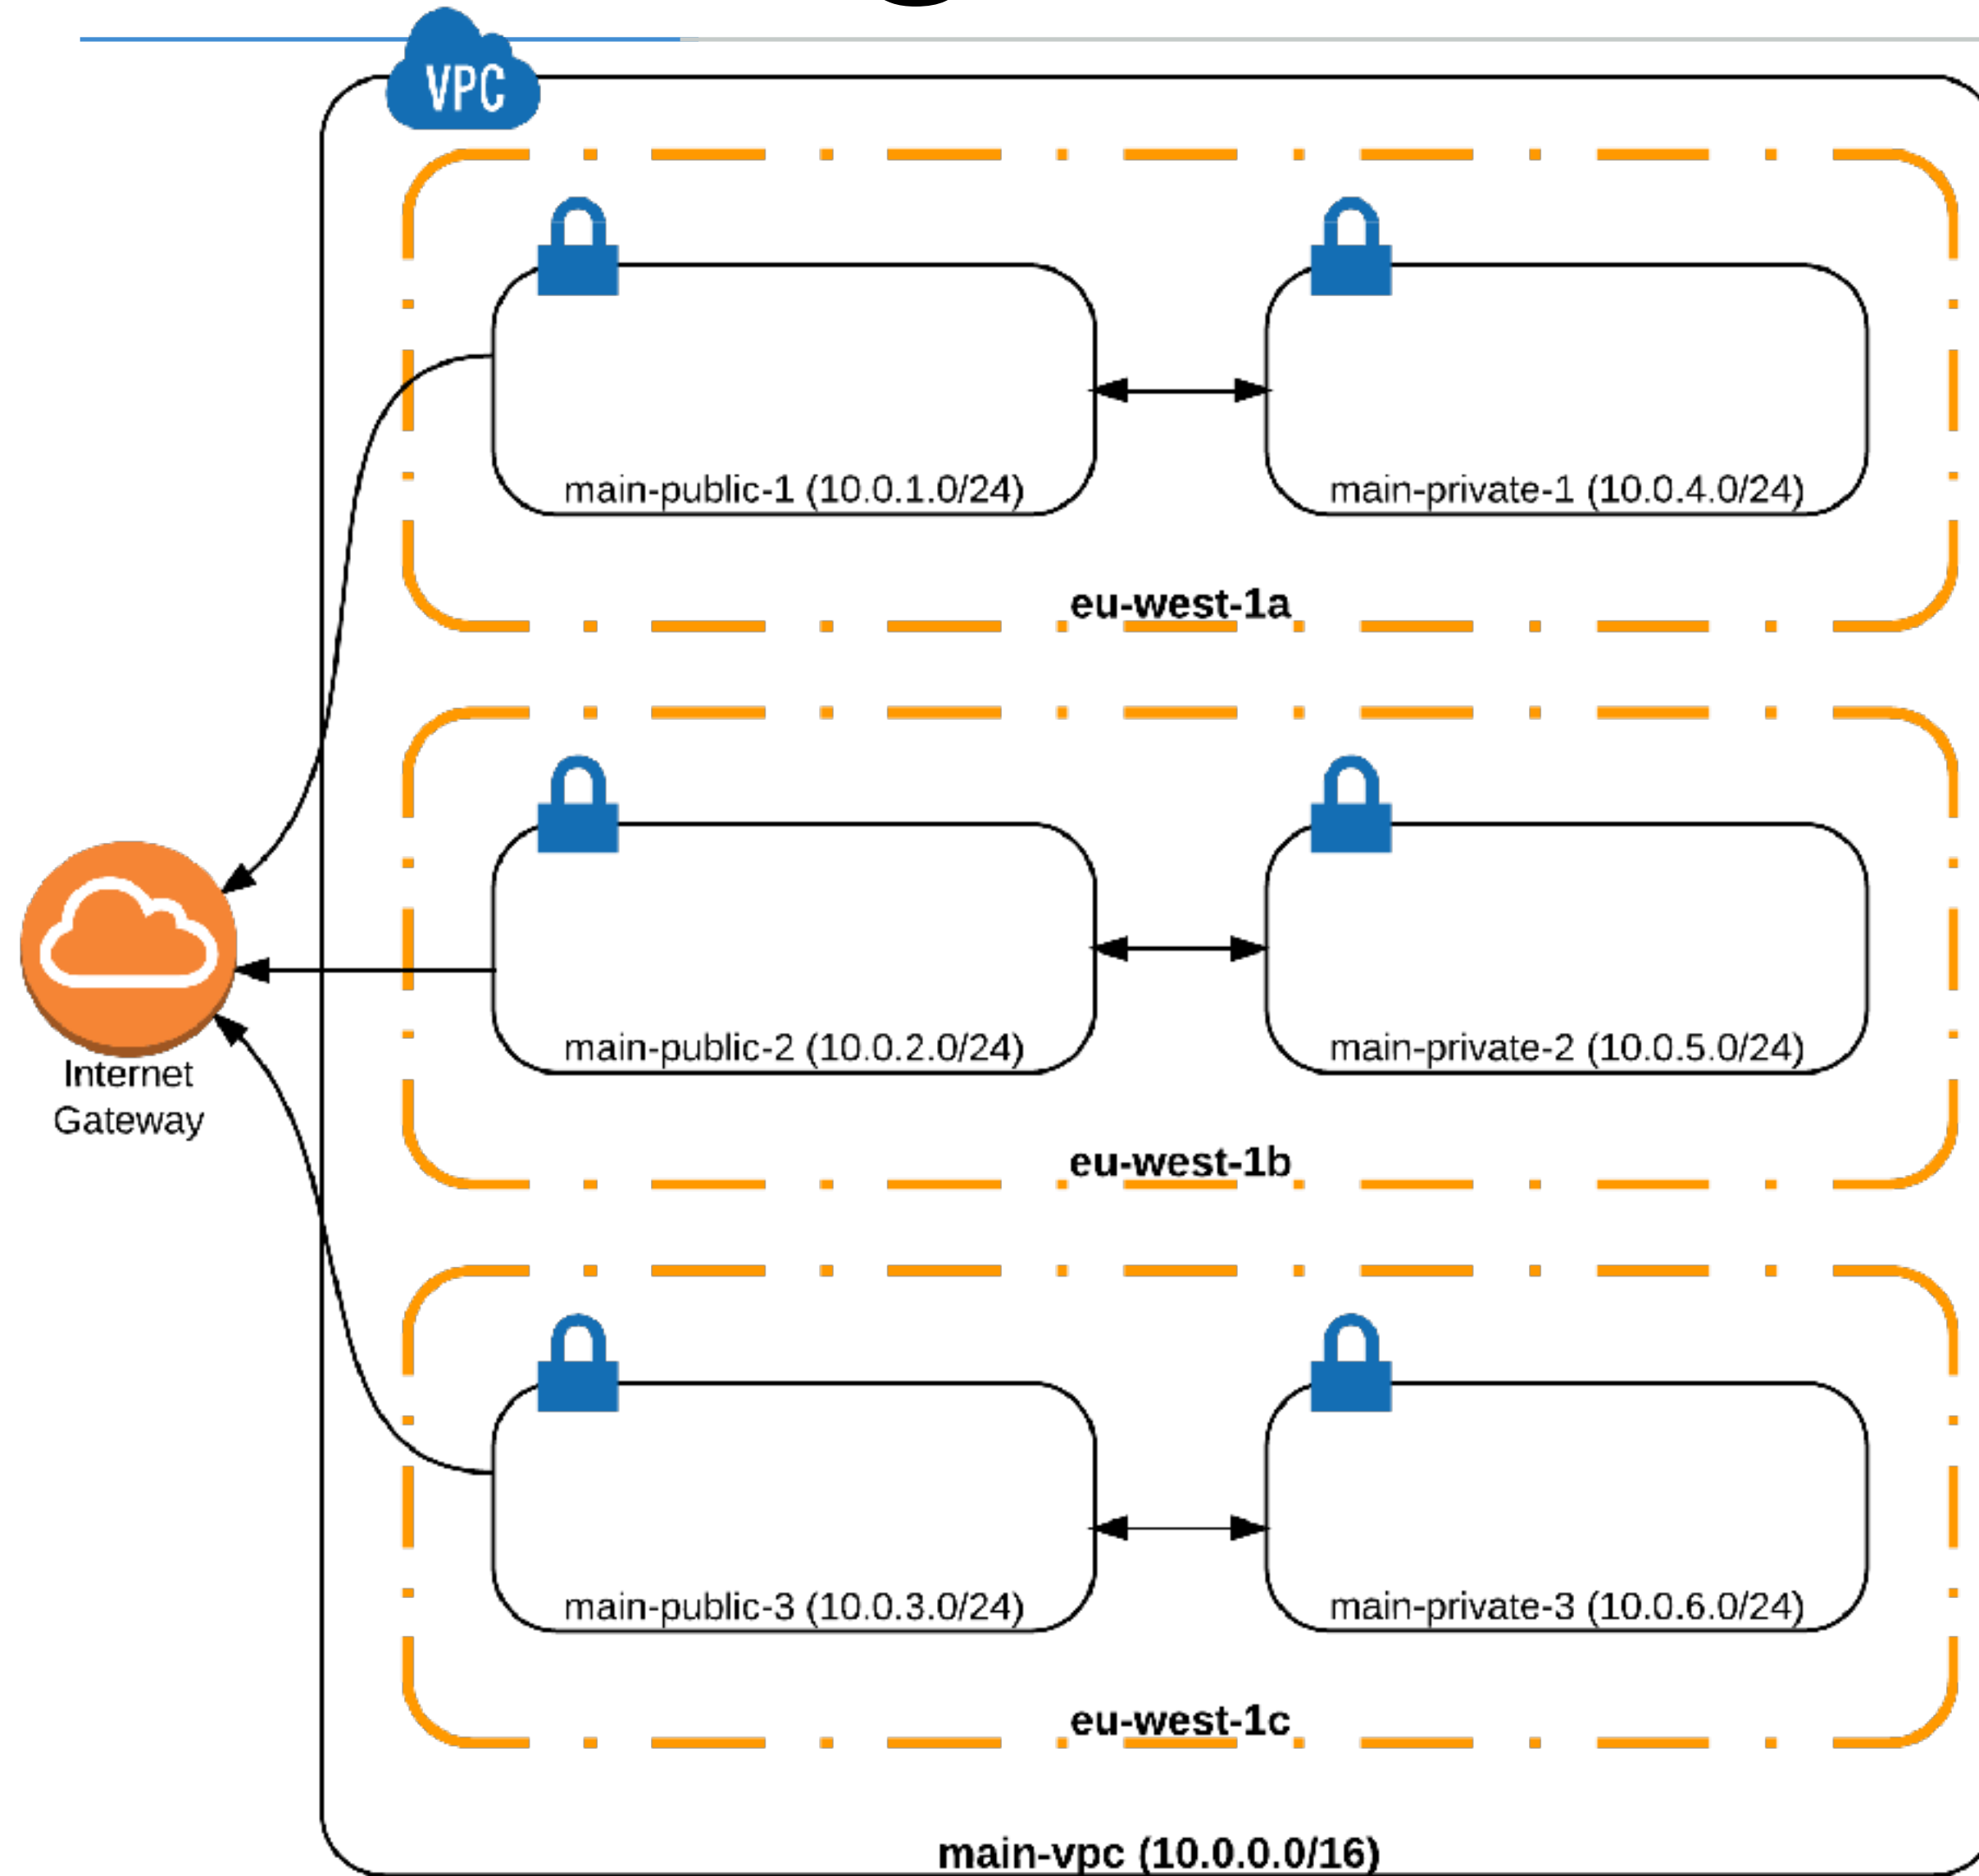 VPC
main-public-1 (10.0.1.0/24)
main-private-1 (10.0.4.0/24)
eu-west-1a
main-public-2 (10.0.2.0/24)
main-private-2 (10.0.5.0/24)
Internet
Gateway
eu-west-1b
main-public-3 (10.0.3.0/24)
main-private-3 (10.0.6.0/24)
eu-west-1c
main-vpc (10.0.0.0/16)